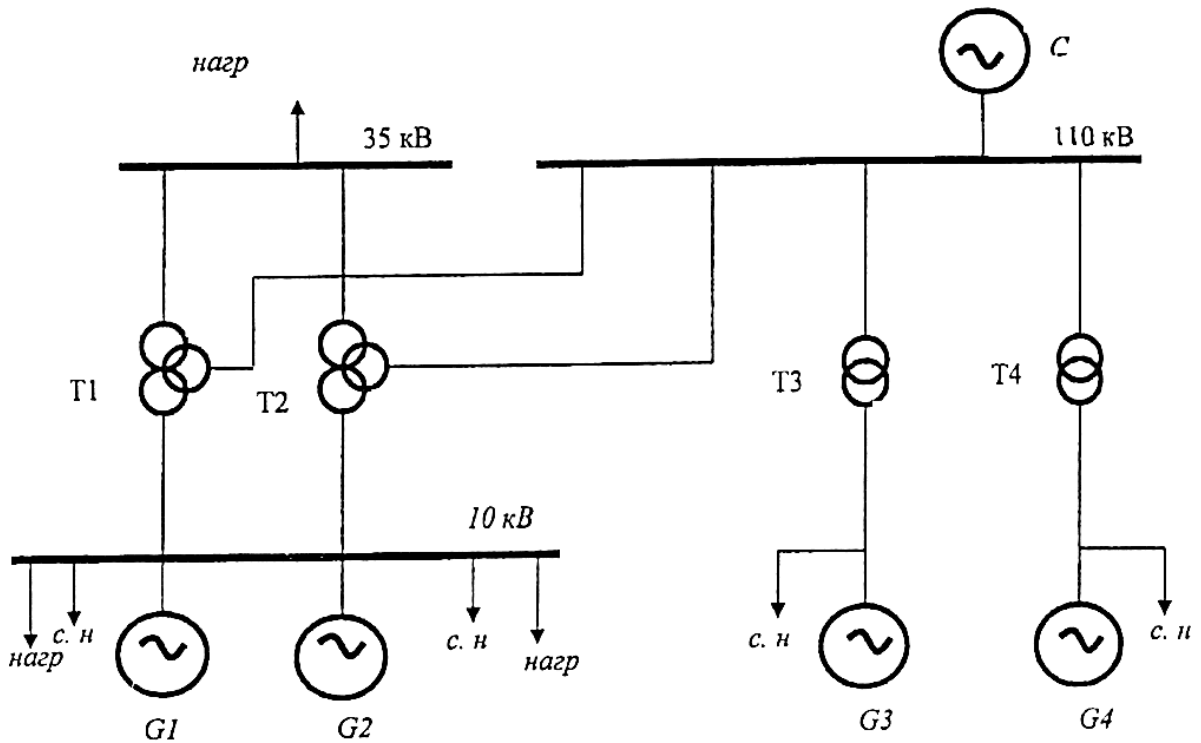 C
нагр
35 кВ
110 кВ
T1
T2
T3
T4
10 кВ
с. н
нагр
с. н
нагр
с. н
с. н
G1
G2
G3
G4